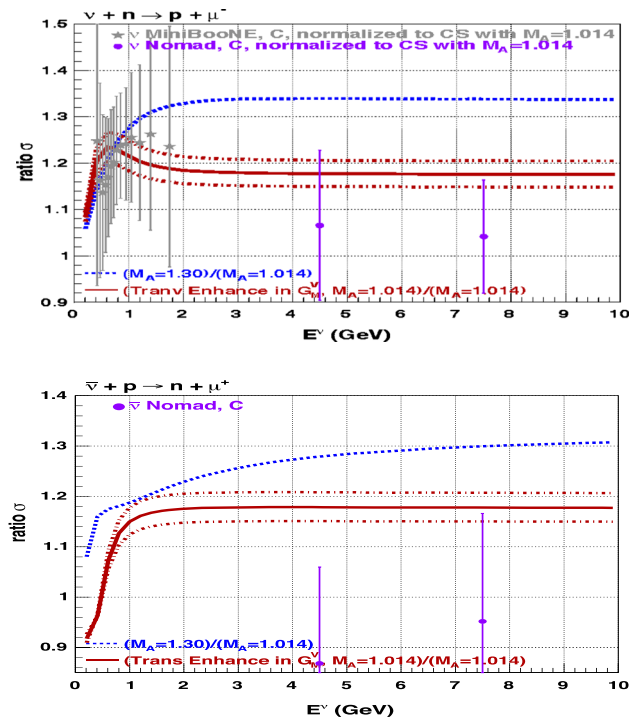 ν + n → p + μ⁻
1.5
★ ν MiniBooNE, C, normalized to CS with M_A=1.014
● ν Nomad, C, normalized to CS with M_A=1.014
1.4
1.3
1.2
1.1
1
0.9
ratio σ
(M_A=1.30)/(M_A=1.014)
(Tranv Enhance in G_M^V, M_A=1.014)/(M_A=1.014)
0 1 2 3 4 5 6 7 8 9 10
E^ν (GeV)
ν̅ + p → n + μ⁺
1.4
● ν̅ Nomad, C
1.3
1.2
1.1
1
0.9
ratio σ
(M_A=1.30)/(M_A=1.014)
(Trans Enhance in G_M^V, M_A=1.014)/(M_A=1.014)
0 1 2 3 4 5 6 7 8 9 10
E^ν (GeV)